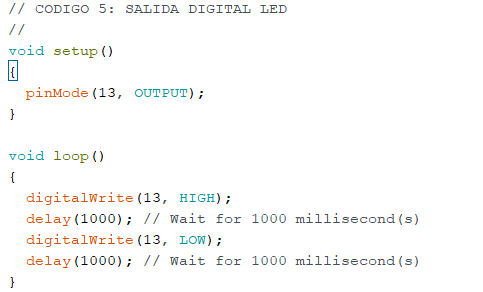 // CODIGO 5: SALIDA DIGITAL LED
//
void setup()
{
  pinMode(13, OUTPUT);
}

void loop()
{
  digitalWrite(13, HIGH);
  delay(1000); // Wait for 1000 millisecond(s)
  digitalWrite(13, LOW);
  delay(1000); // Wait for 1000 millisecond(s)
}